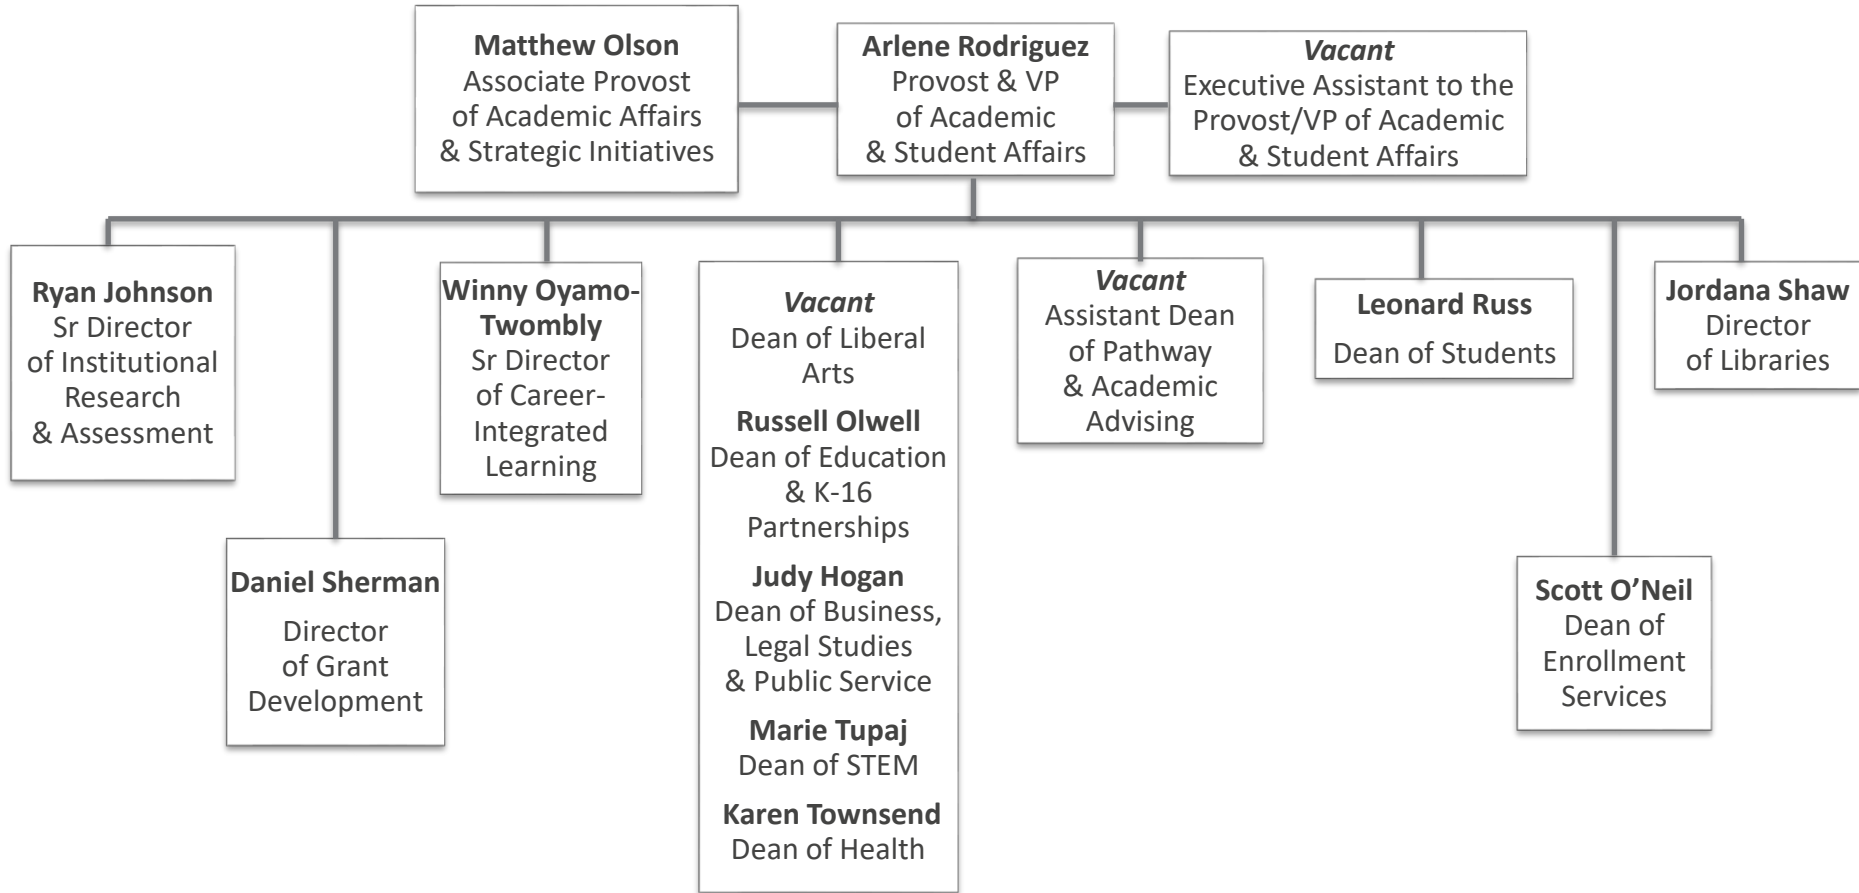 Matthew Olson
Associate Provost
of Academic Affairs
& Strategic Initiatives
Arlene Rodriguez
Provost & VP
of Academic
& Student Affairs
Vacant
Executive Assistant to the
Provost/VP of Academic
& Student Affairs
Ryan Johnson
Sr Director
of Institutional
Research
& Assessment
Daniel Sherman
Director
of Grant
Development
Winny Oyamo-
Twombly
Sr Director
of Career-
Integrated
Learning
Vacant
Dean of Liberal
Arts
Russell Olwell
Dean of Education
& K-16
Partnerships
Judy Hogan
Dean of Business,
Legal Studies
& Public Service
Marie Tupaj
Dean of STEM
Karen Townsend
Dean of Health
Vacant
Assistant Dean
of Pathway
& Academic
Advising
Leonard Russ
Dean of Students
Scott O’Neil
Dean of
Enrollment
Services
Jordana Shaw
Director
of Libraries